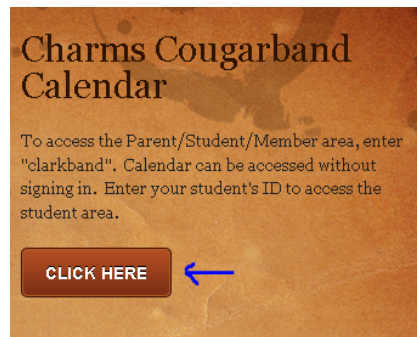 Charms Cougarband
Calendar
To access the Parent/Student/Member area, enter
"clarkband". Calendar can be accessed without
signing in. Enter your student's ID to access the
student area.
CLICK HERE